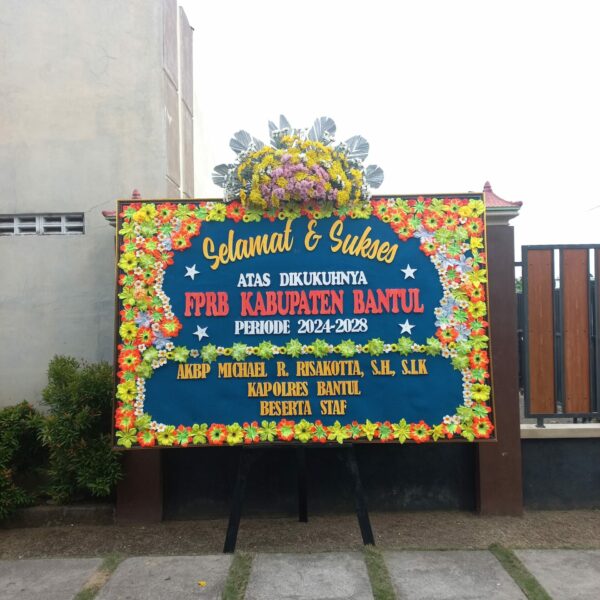 Selamat & Sukses
ATAS DIKUKUHNYA
FPRB KABUPATEN BANTUL
PERIODE 2024-2028
AKBP MICHAEL R. RISAKOTTA, S.H., S.I.K
KAPOLRES BANTUL
BESERTA STAF